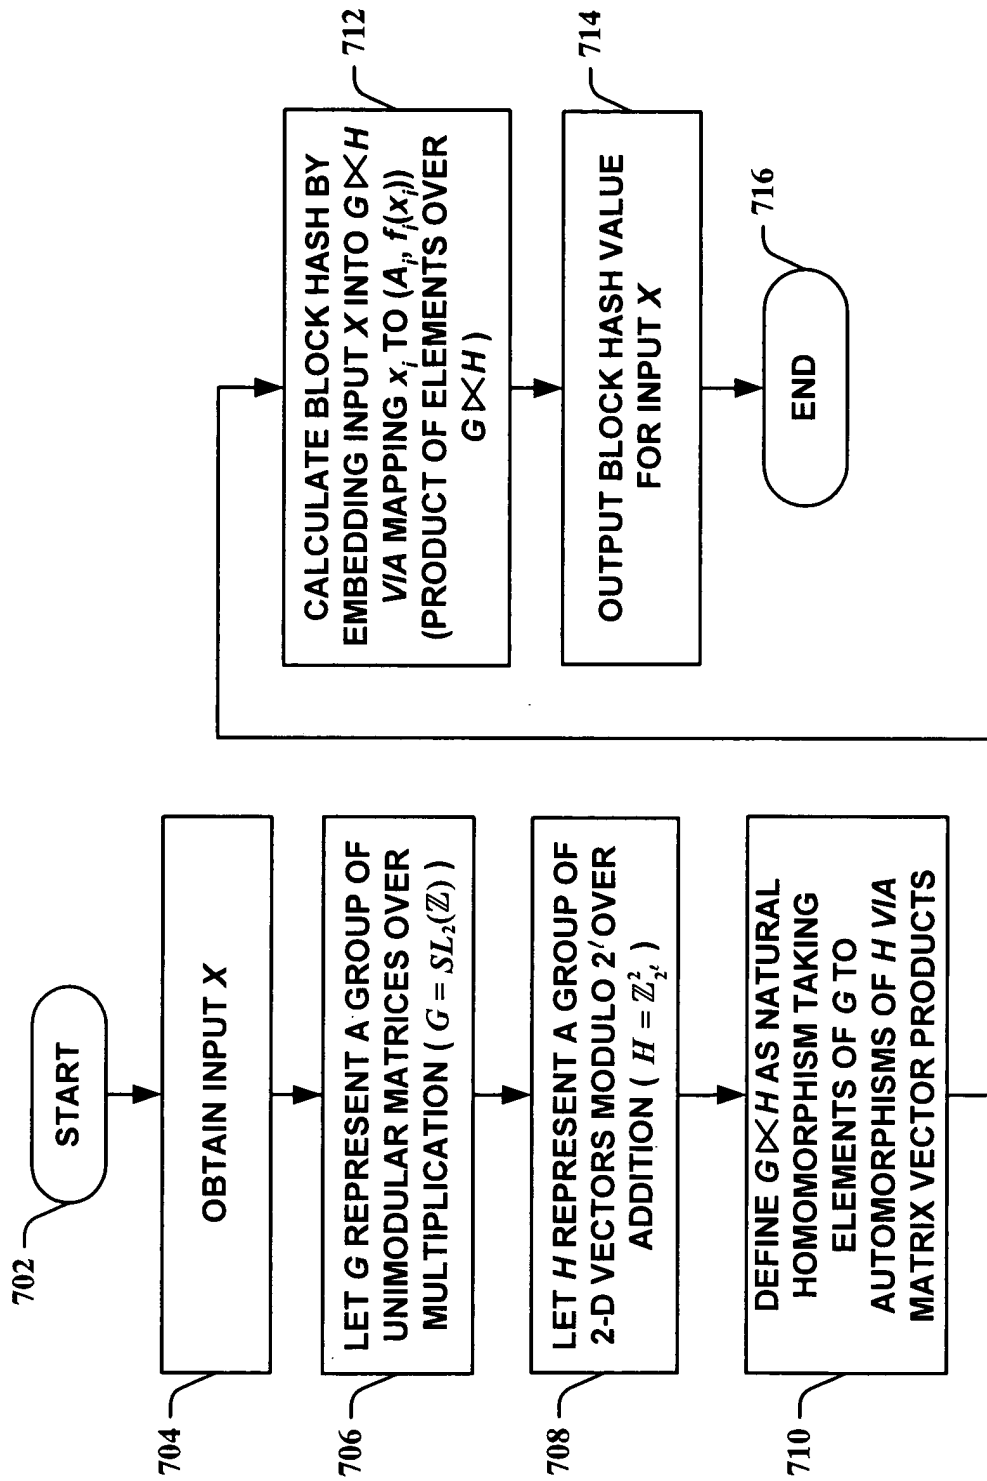 702
START
704
OBTAIN INPUT X
706
LET G REPRESENT A GROUP OF
UNIMODULAR MATRICES OVER
MULTIPLICATION ( G = SL₂(ℤ) )
708
LET H REPRESENT A GROUP OF
2-D VECTORS MODULO 2ˡ OVER
ADDITION ( H = ℤ²_{2^ℓ} )
710
DEFINE G⋉H AS NATURAL
HOMOMORPHISM TAKING
ELEMENTS OF G TO
AUTOMORPHISMS OF H VIA
MATRIX VECTOR PRODUCTS
712
CALCULATE BLOCK HASH BY
EMBEDDING INPUT X INTO G⋉H
VIA MAPPING xᵢ TO (Aᵢ, fᵢ(xᵢ))
(PRODUCT OF ELEMENTS OVER
G⋉H )
714
OUTPUT BLOCK HASH VALUE
FOR INPUT X
716
END